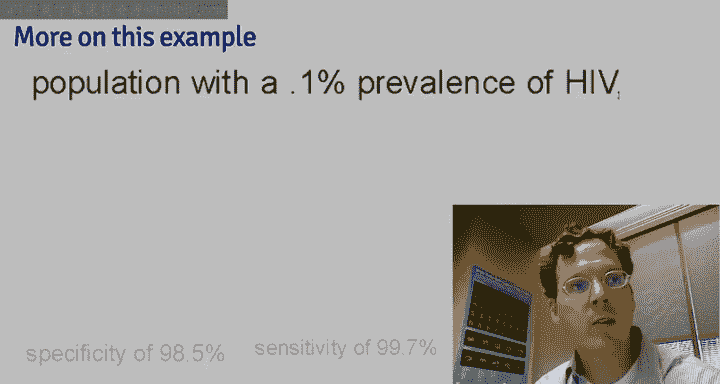 More on this example
population with a .1% prevalence of HIV,
specificity of 98.5%
sensitivity of 99.7%